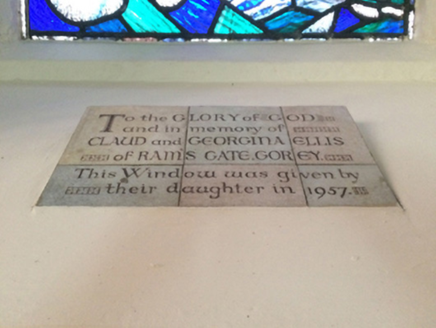 To the GLORY of GOD
and in memory of
CLAUD and GEORGINA ELLIS
of RAM'S GATE, GOREY.
This Window was given by
their daughter in 1957.